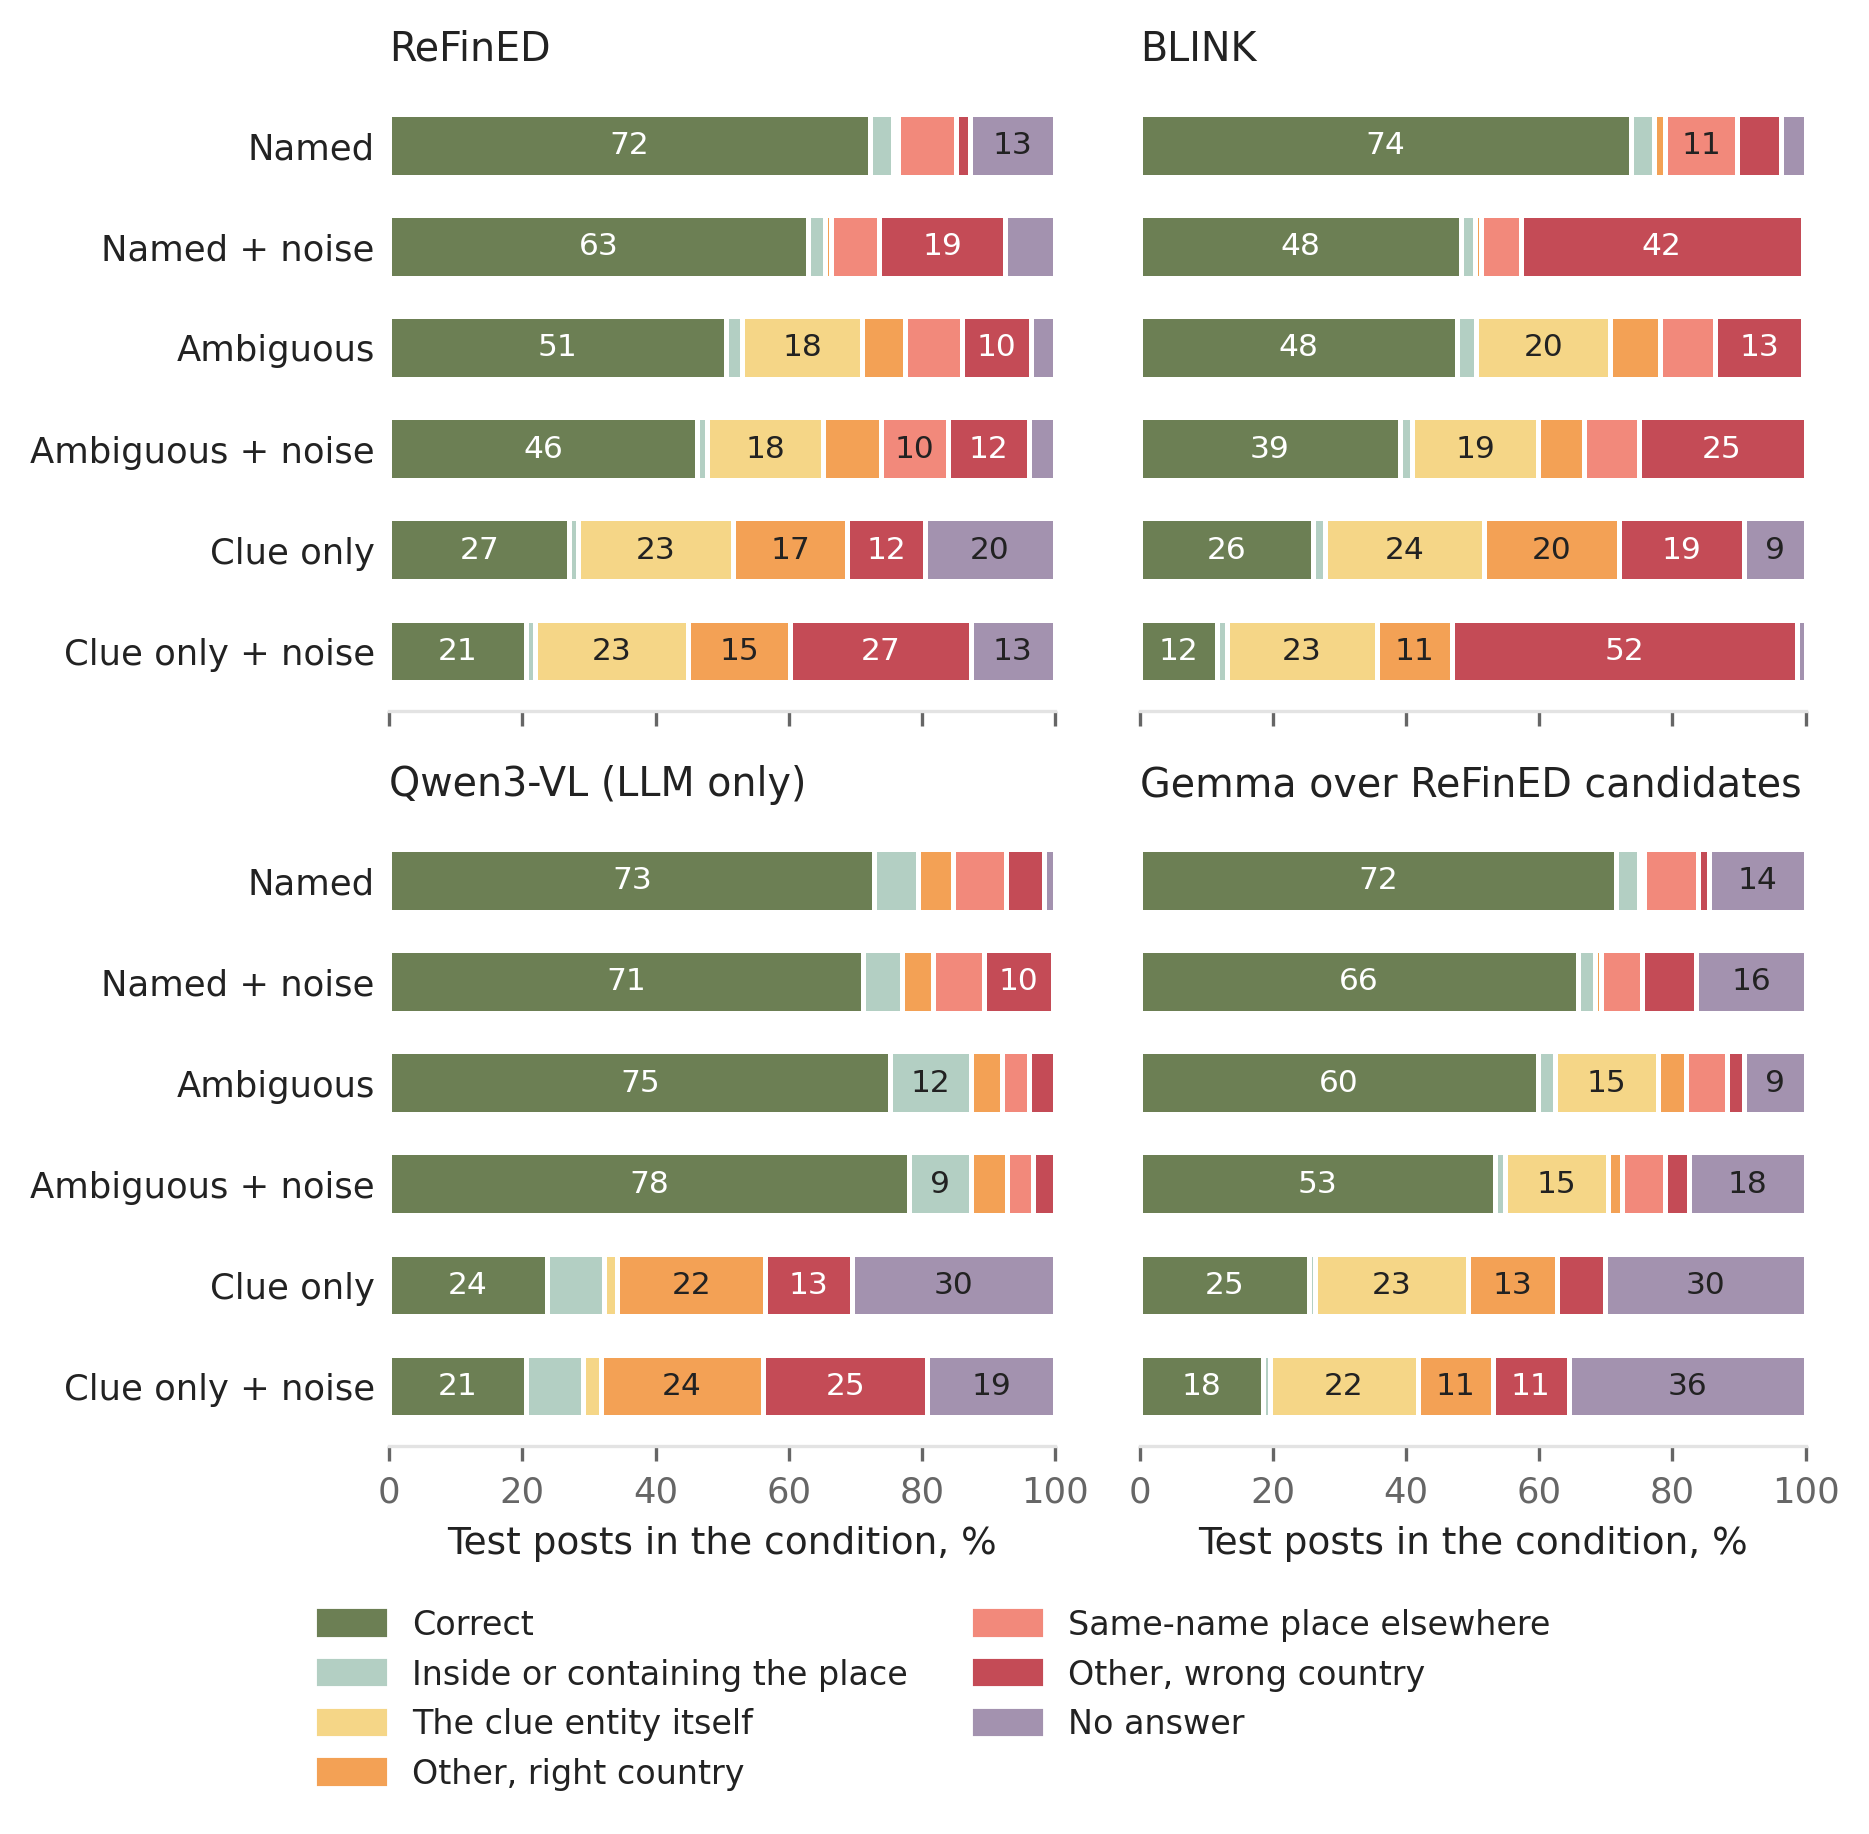 ReFinED
BLINK
Named
72
13
74
11
Named + noise
63
19
48
42
Ambiguous
51
18
10
48
20
13
Ambiguous + noise
46
18
10
12
39
19
25
Clue only
27
23
17
12
20
26
24
20
19
9
Clue only + noise
21
23
15
27
13
12
23
11
52
Qwen3-VL (LLM only)
Gemma over ReFinED candidates
Named
73
72
14
Named + noise
71
10
66
16
Ambiguous
75
12
60
15
9
Ambiguous + noise
78
9
53
15
18
Clue only
24
22
13
30
25
23
13
30
Clue only + noise
21
24
25
19
18
22
11
11
36
0 20 40 60 80 100
0 20 40 60 80 100
Test posts in the condition, %
Test posts in the condition, %
Correct
Inside or containing the place
The clue entity itself
Other, right country
Same-name place elsewhere
Other, wrong country
No answer